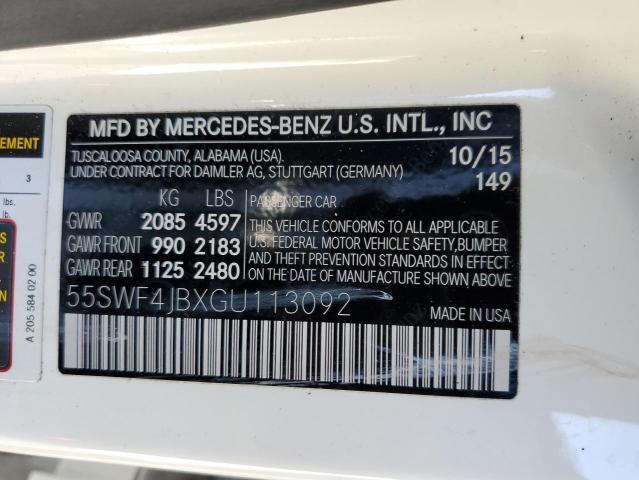 MFD BY MERCEDES-BENZ U.S. INTL., INC
TUSCALOOSA COUNTY, ALABAMA (USA). 10/15
UNDER CONTRACT FOR DAIMLER AG, STUTTGART (GERMANY) 149
KG LBS PASSENGER CAR
GVWR 2085 4597 THIS VEHICLE CONFORMS TO ALL APPLICABLE
GAWR FRONT 990 2183 U.S. FEDERAL MOTOR VEHICLE SAFETY, BUMPER
AND THEFT PREVENTION STANDARDS IN EFFECT
GAWR REAR 1125 2480 ON THE DATE OF MANUFACTURE SHOWN ABOVE.
55SWF4JBXGU113092 MADE IN USA
EMENT
3
lbs.
lb.
S
A 205 584 02 00